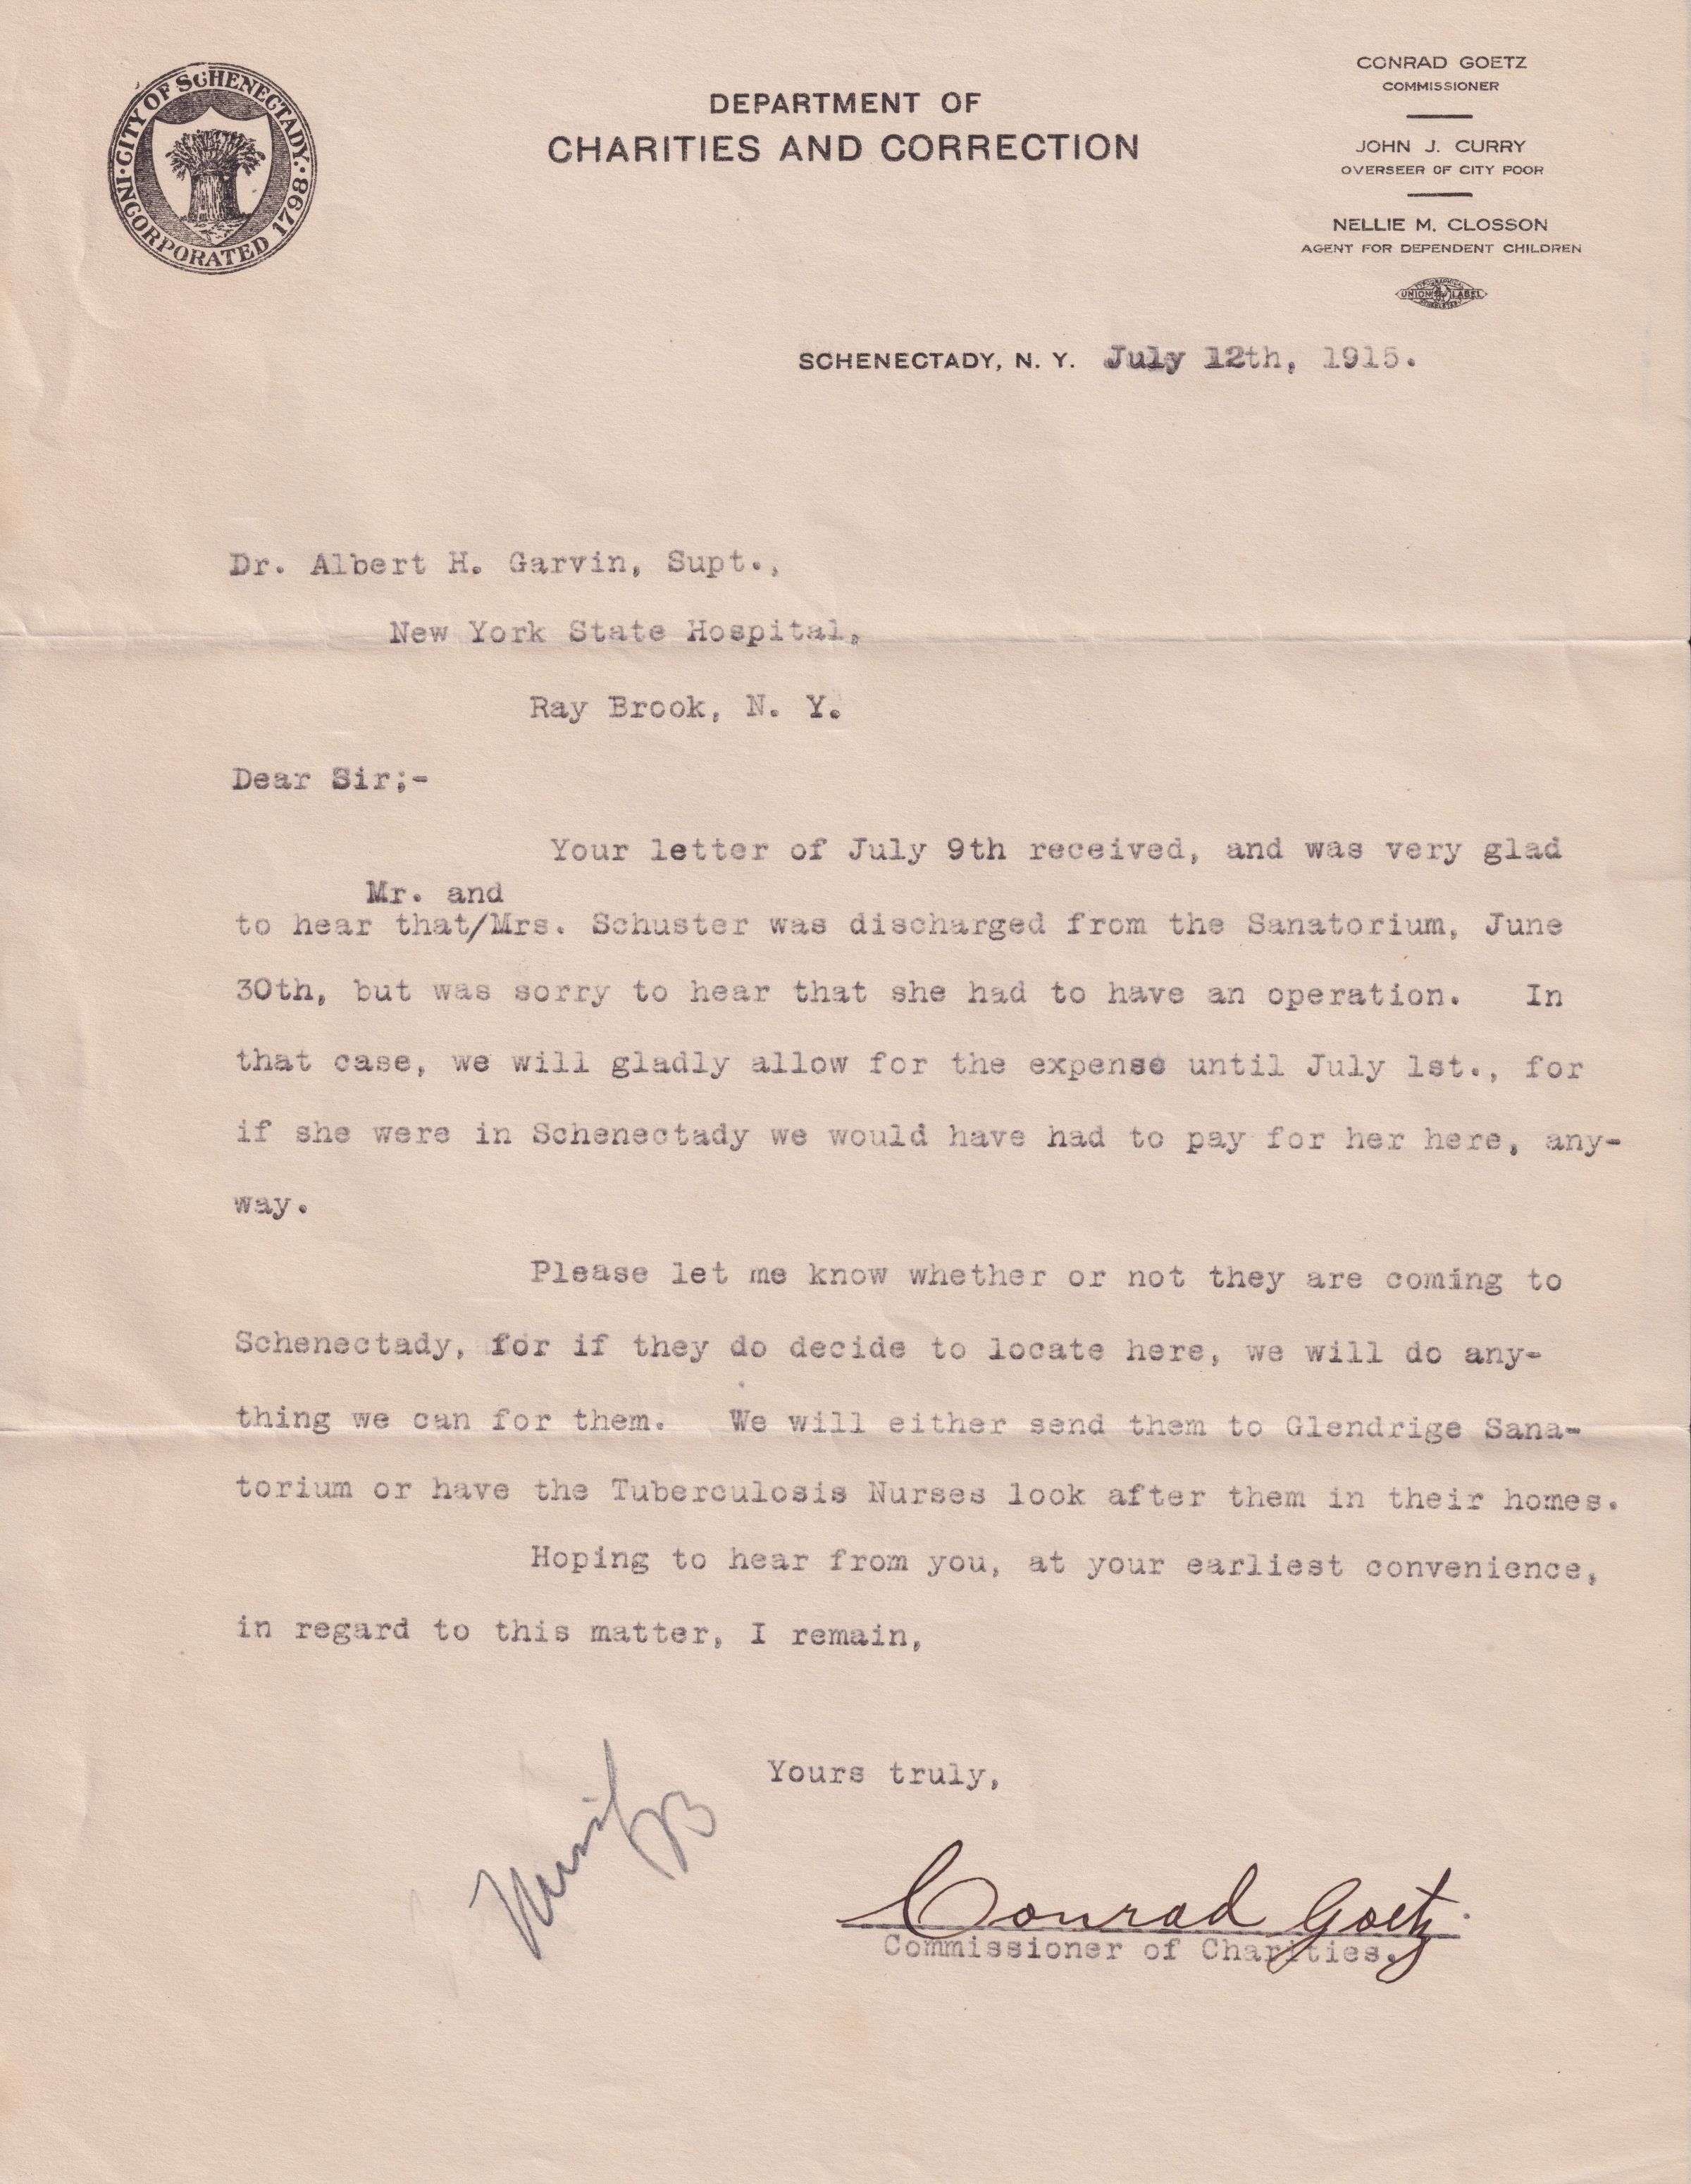 CITY OF SCHENECTADY.
INCORPORATED 1798
DEPARTMENT OF
CHARITIES AND CORRECTION
CONRAD GOETZ
COMMISSIONER
JOHN J. CURRY
OVERSEER OF CITY POOR
NELLIE M. CLOSSON
AGENT FOR DEPENDENT CHILDREN
UNION LABEL
SCHENECTADY, N. Y. July 12th, 1915.
Dr. Albert H. Garvin, Supt.,
New York State Hospital,
Ray Brook, N. Y.
Dear Sir;-
Your letter of July 9th received, and was very glad
Mr. and
to hear that/Mrs. Schuster was discharged from the Sanatorium, June
30th, but was sorry to hear that she had to have an operation. In
that case, we will gladly allow for the expense until July 1st., for
if she were in Schenectady we would have had to pay for her here, any-
way.
Please let me know whether or not they are coming to
Schenectady, for if they do decide to locate here, we will do any-
thing we can for them. We will either send them to Glendrige Sana-
torium or have the Tuberculosis Nurses look after them in their homes.
Hoping to hear from you, at your earliest convenience,
in regard to this matter, I remain,
Yours truly,
Conrad Goetz.
Commissioner of Charities.